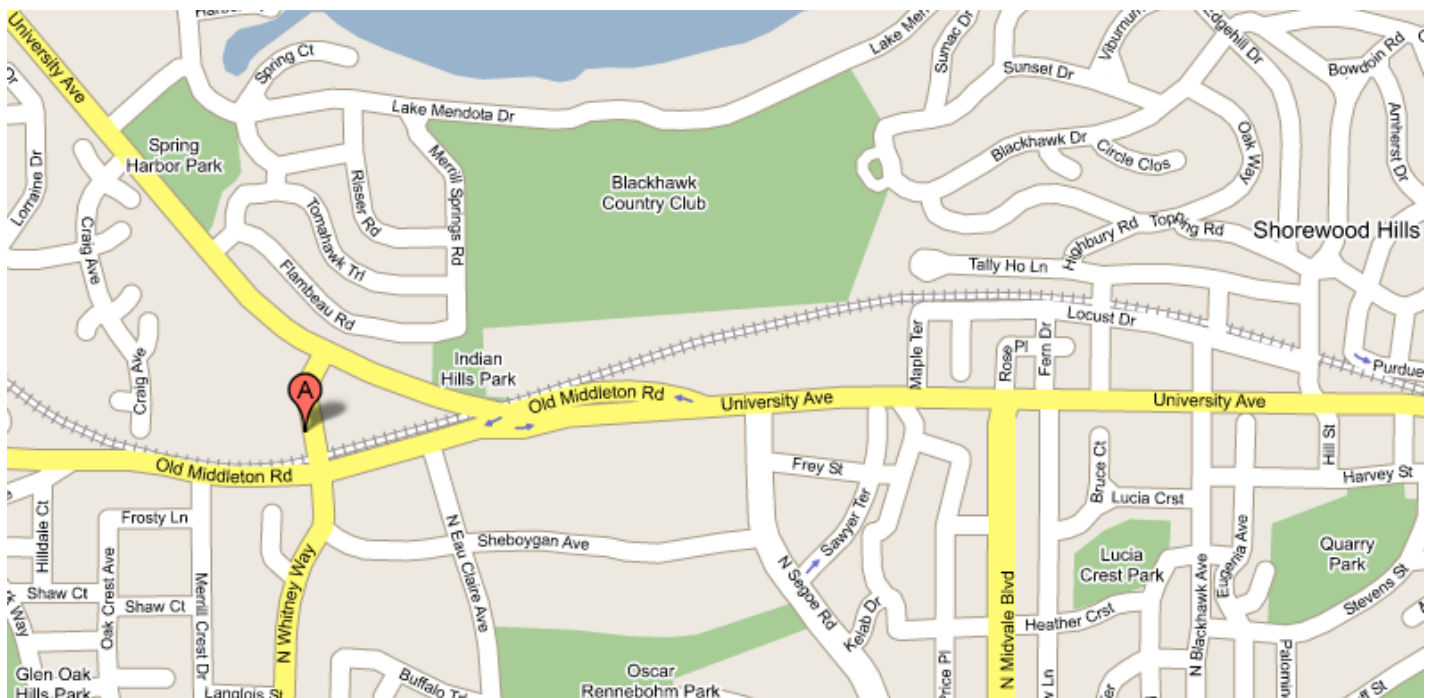 University Ave
Spring Ct
Lake Mendota Dr
Sumac Dr
Sunset Dr
Edgehill Dr
Bowdoin Rd
Spring
Harbor Park
Lorraine Dr
Craig Ave
Merrill Springs Rd
Risser Rd
Tomahawk Trl
Flambeau Rd
Blackhawk
Country Club
Blackhawk Dr
Circle Clos
Oak Way
Amherst Dr
Highbury Rd
Topping Rd
Shorewood Hills
Tally Ho Ln
Locust Dr
Maple Ter
Rose Pl
Fern Dr
Purdue
Indian
Hills Park
Craig Ave
A
Old Middleton Rd
University Ave
University Ave
Old Middleton Rd
Frey St
Sawyer Ter
Bruce Ct
Hill St
Harvey St
Lucia Crst
Hilldale Ct
Frosty Ln
N Eau Claire Ave
Sheboygan Ave
N Whitney Way
N Segoe Rd
Kelab Dr
N Midvale Blvd
Lucia
Crest Park
Eugenia Ave
Quarry
Park
Stevens St
Shaw Ct
Shaw Ct
Oak Crest Ave
Merrill Crest Dr
Heather Crst
N Blackhawk Ave
Glen Oak
Hills Park
Langlois St
Oscar
Rennebohm Park